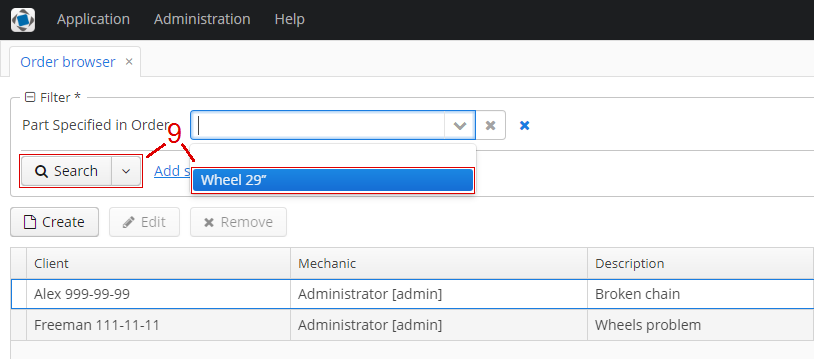 Application Administration Help
Order browser ×
Filter *
Part Specified in Order
9
Search Add s
Wheel 29”
Create Edit Remove
Client Mechanic Description
Alex 999-99-99 Administrator [admin] Broken chain
Freeman 111-11-11 Administrator [admin] Wheels problem